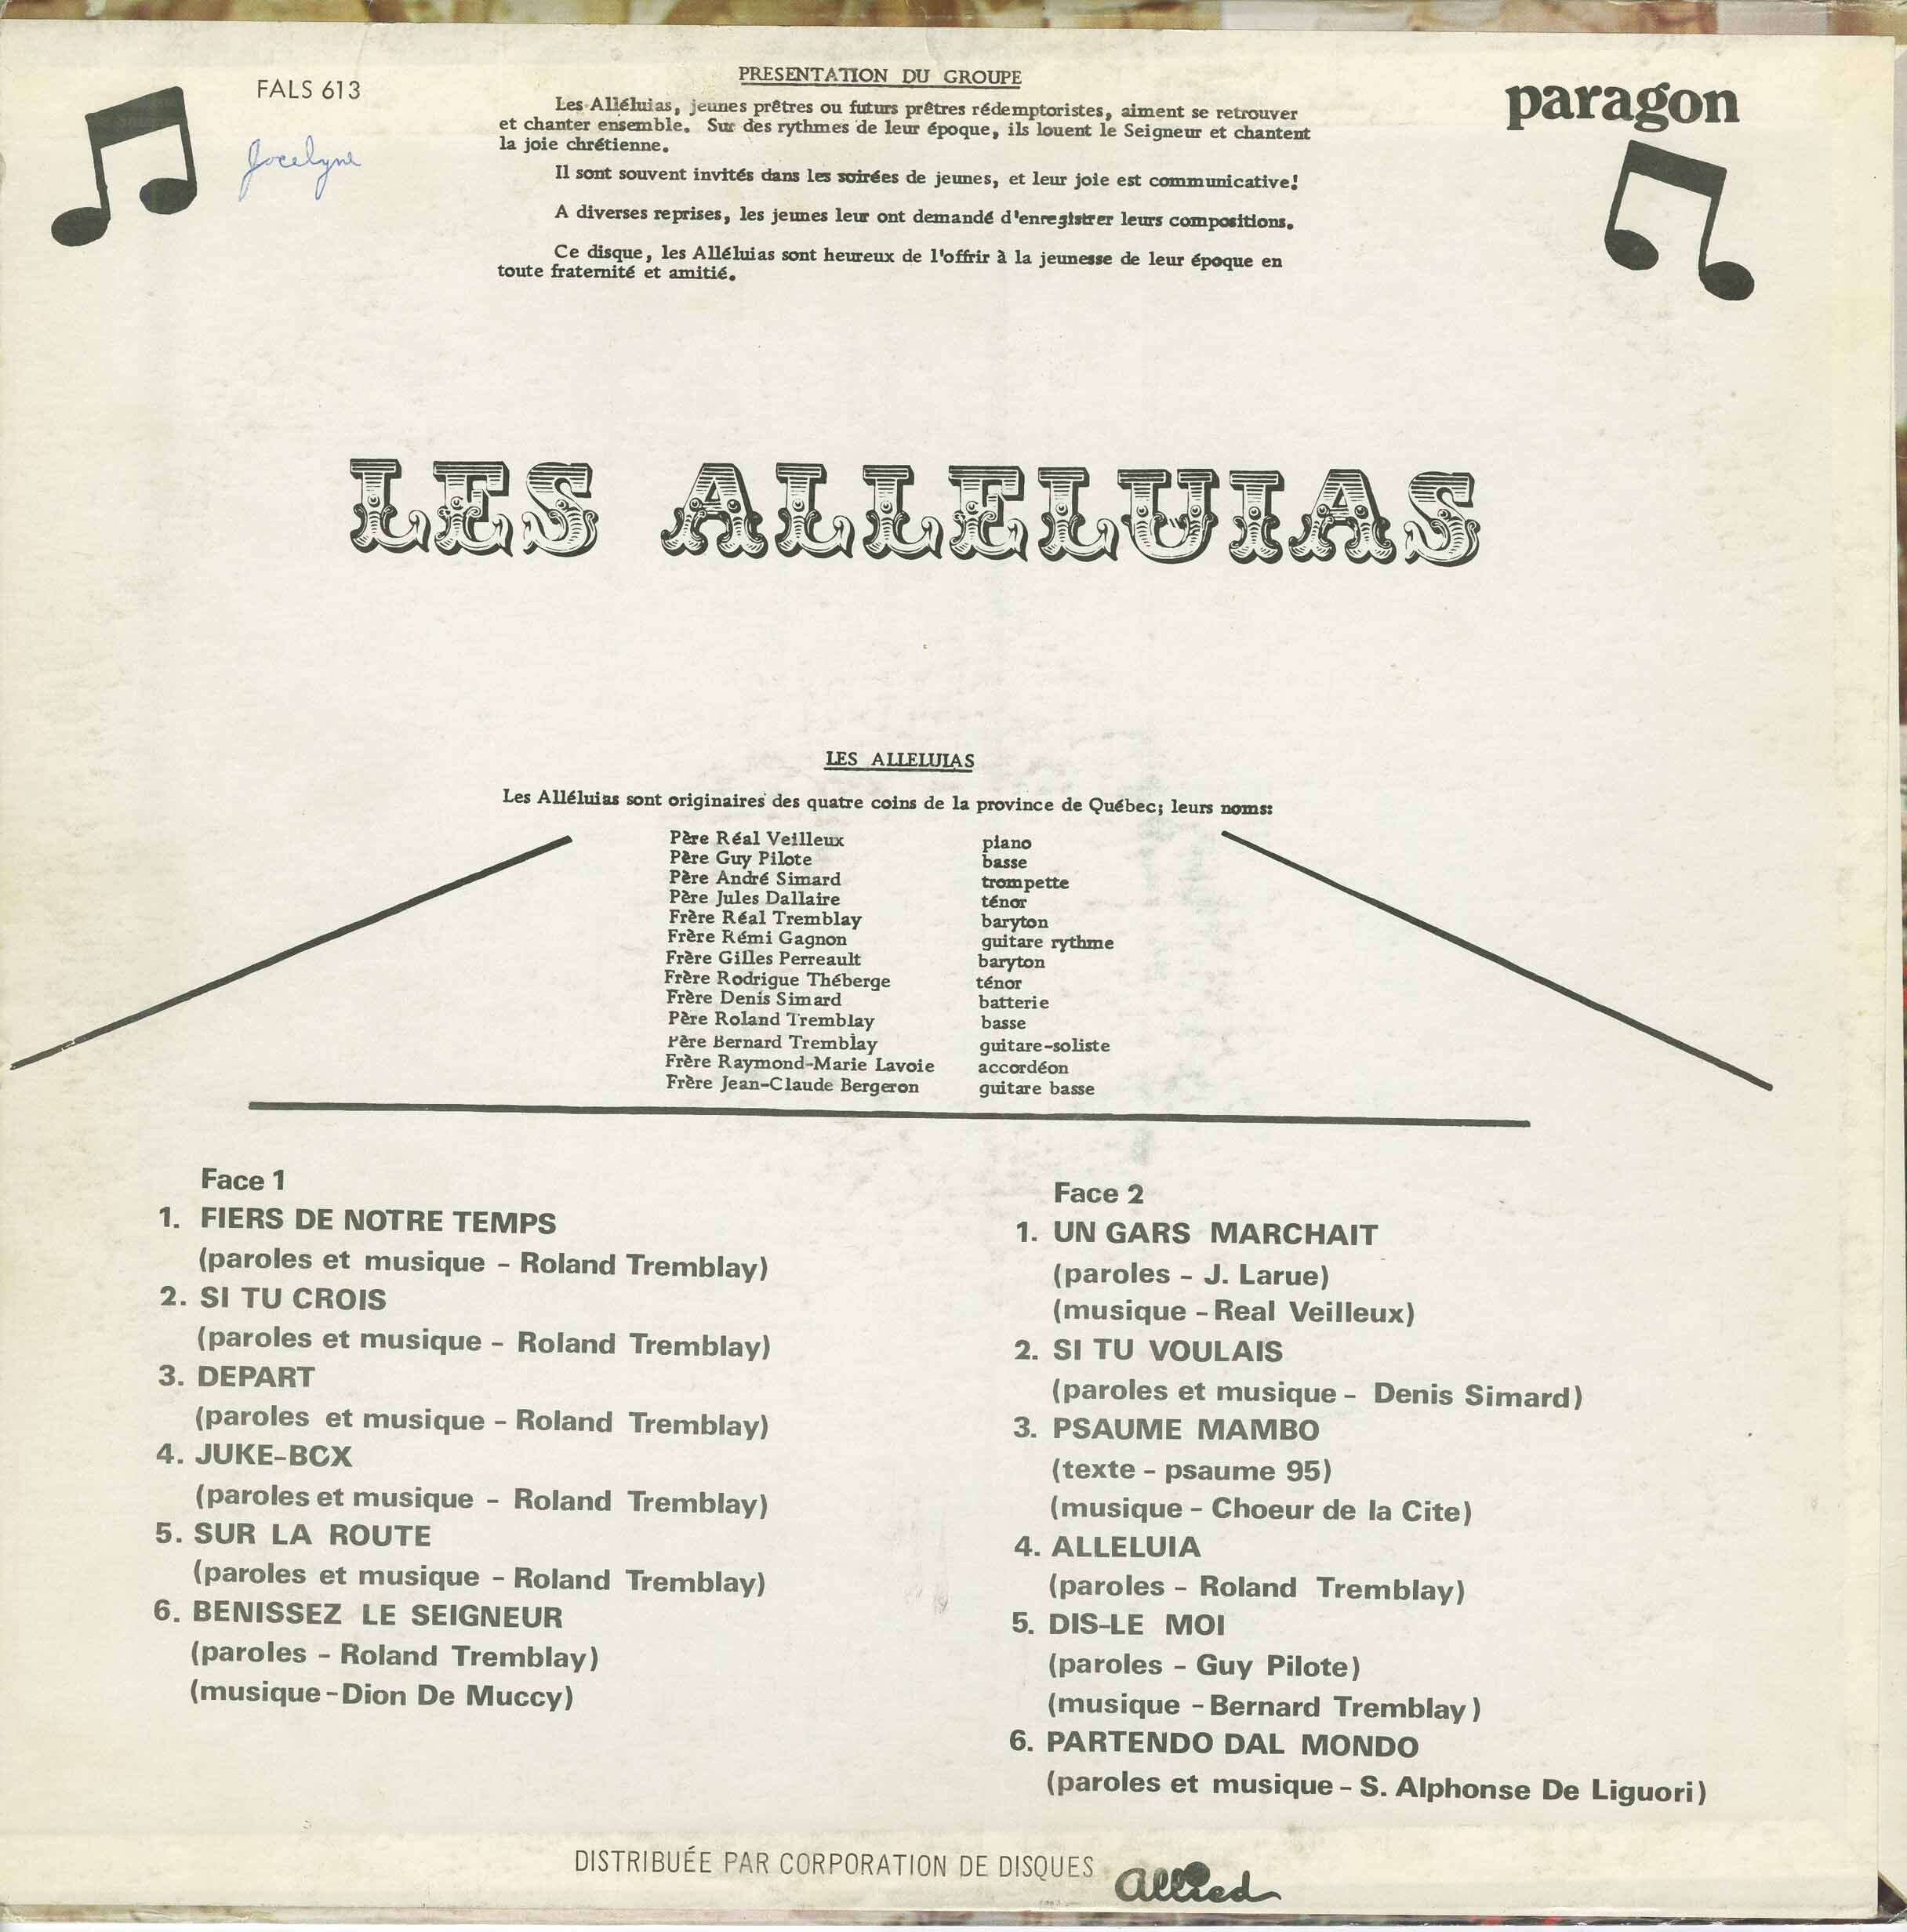 FALS 613
Jocelyne
PRESENTATION DU GROUPE
Les Alléluias, jeunes prêtres ou futurs prêtres rédemptoristes, aiment se retrouver
et chanter ensemble. Sur des rythmes de leur époque, ils louent le Seigneur et chantent
la joie chrétienne.
Il sont souvent invités dans les soirées de jeunes, et leur joie est communicative!
A diverses reprises, les jeunes leur ont demandé d'enregistrer leurs compositions.
Ce disque, les Alléluias sont heureux de l'offrir à la jeunesse de leur époque en
toute fraternité et amitié.
paragon
LES ALLELUIAS
LES ALLELUIAS
Les Alléluias sont originaires des quatre coins de la province de Québec; leurs noms:
Père Réal Veilleux piano
Père Guy Pilote basse
Père André Simard trompette
Père Jules Dallaire ténor
Frère Réal Tremblay baryton
Frère Rémi Gagnon guitare rythme
Frère Gilles Perreault baryton
Frère Rodrigue Théberge ténor
Frère Denis Simard batterie
Père Roland Tremblay basse
Père Bernard Tremblay guitare-soliste
Frère Raymond-Marie Lavoie accordéon
Frère Jean-Claude Bergeron guitare basse
Face 1
1. FIERS DE NOTRE TEMPS
(paroles et musique - Roland Tremblay)
2. SI TU CROIS
(paroles et musique - Roland Tremblay)
3. DEPART
(paroles et musique - Roland Tremblay)
4. JUKE-BOX
(paroles et musique - Roland Tremblay)
5. SUR LA ROUTE
(paroles et musique - Roland Tremblay)
6. BENISSEZ LE SEIGNEUR
(paroles - Roland Tremblay)
(musique - Dion De Muccy)
Face 2
1. UN GARS MARCHAIT
(paroles - J. Larue)
(musique - Real Veilleux)
2. SI TU VOULAIS
(paroles et musique - Denis Simard)
3. PSAUME MAMBO
(texte - psaume 95)
(musique - Choeur de la Cite)
4. ALLELUIA
(paroles - Roland Tremblay)
5. DIS-LE MOI
(paroles - Guy Pilote)
(musique - Bernard Tremblay)
6. PARTENDO DAL MONDO
(paroles et musique - S. Alphonse De Liguori)
DISTRIBUÉE PAR CORPORATION DE DISQUES Allied